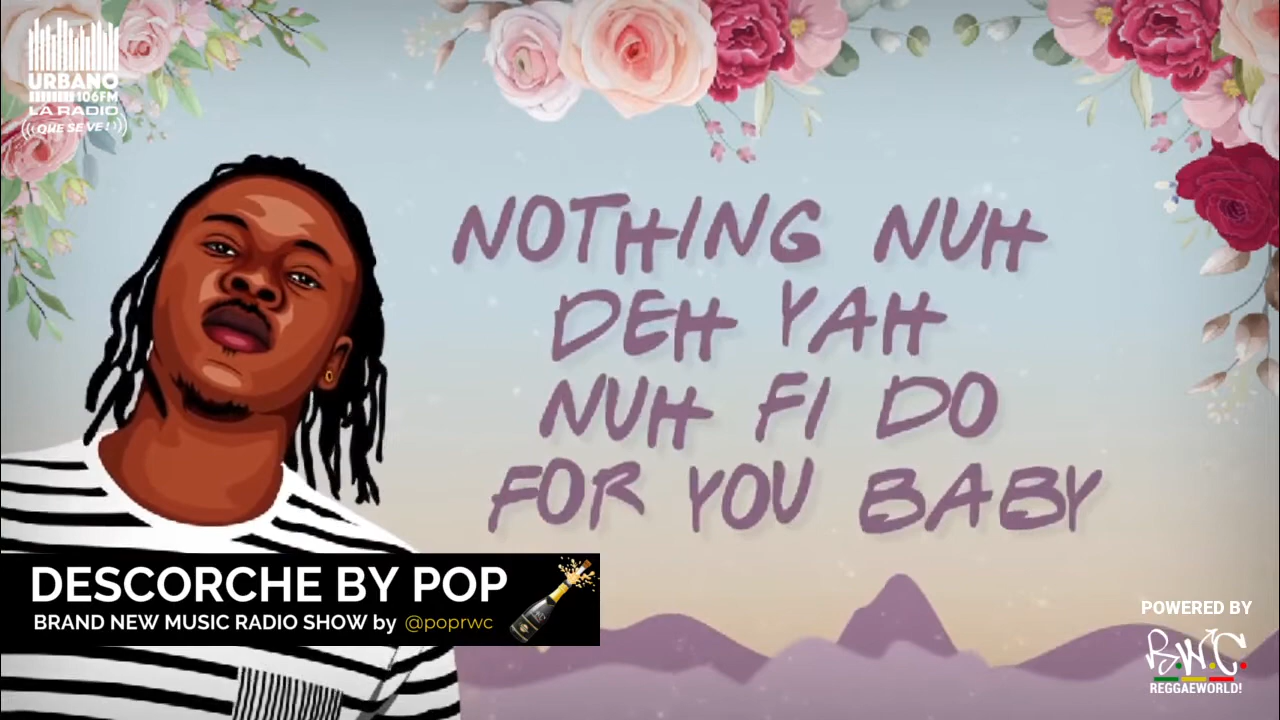 URBANO
106FM
LA RADIO
((QUE SE VE!))
NOTHING NUH
DEH YAH
NUH FI DO
FOR YOU BABY
DESCORCHE BY POP
BRAND NEW MUSIC RADIO SHOW by @poprwc
POWERED BY
R.W.C.
REGGAEWORLD!